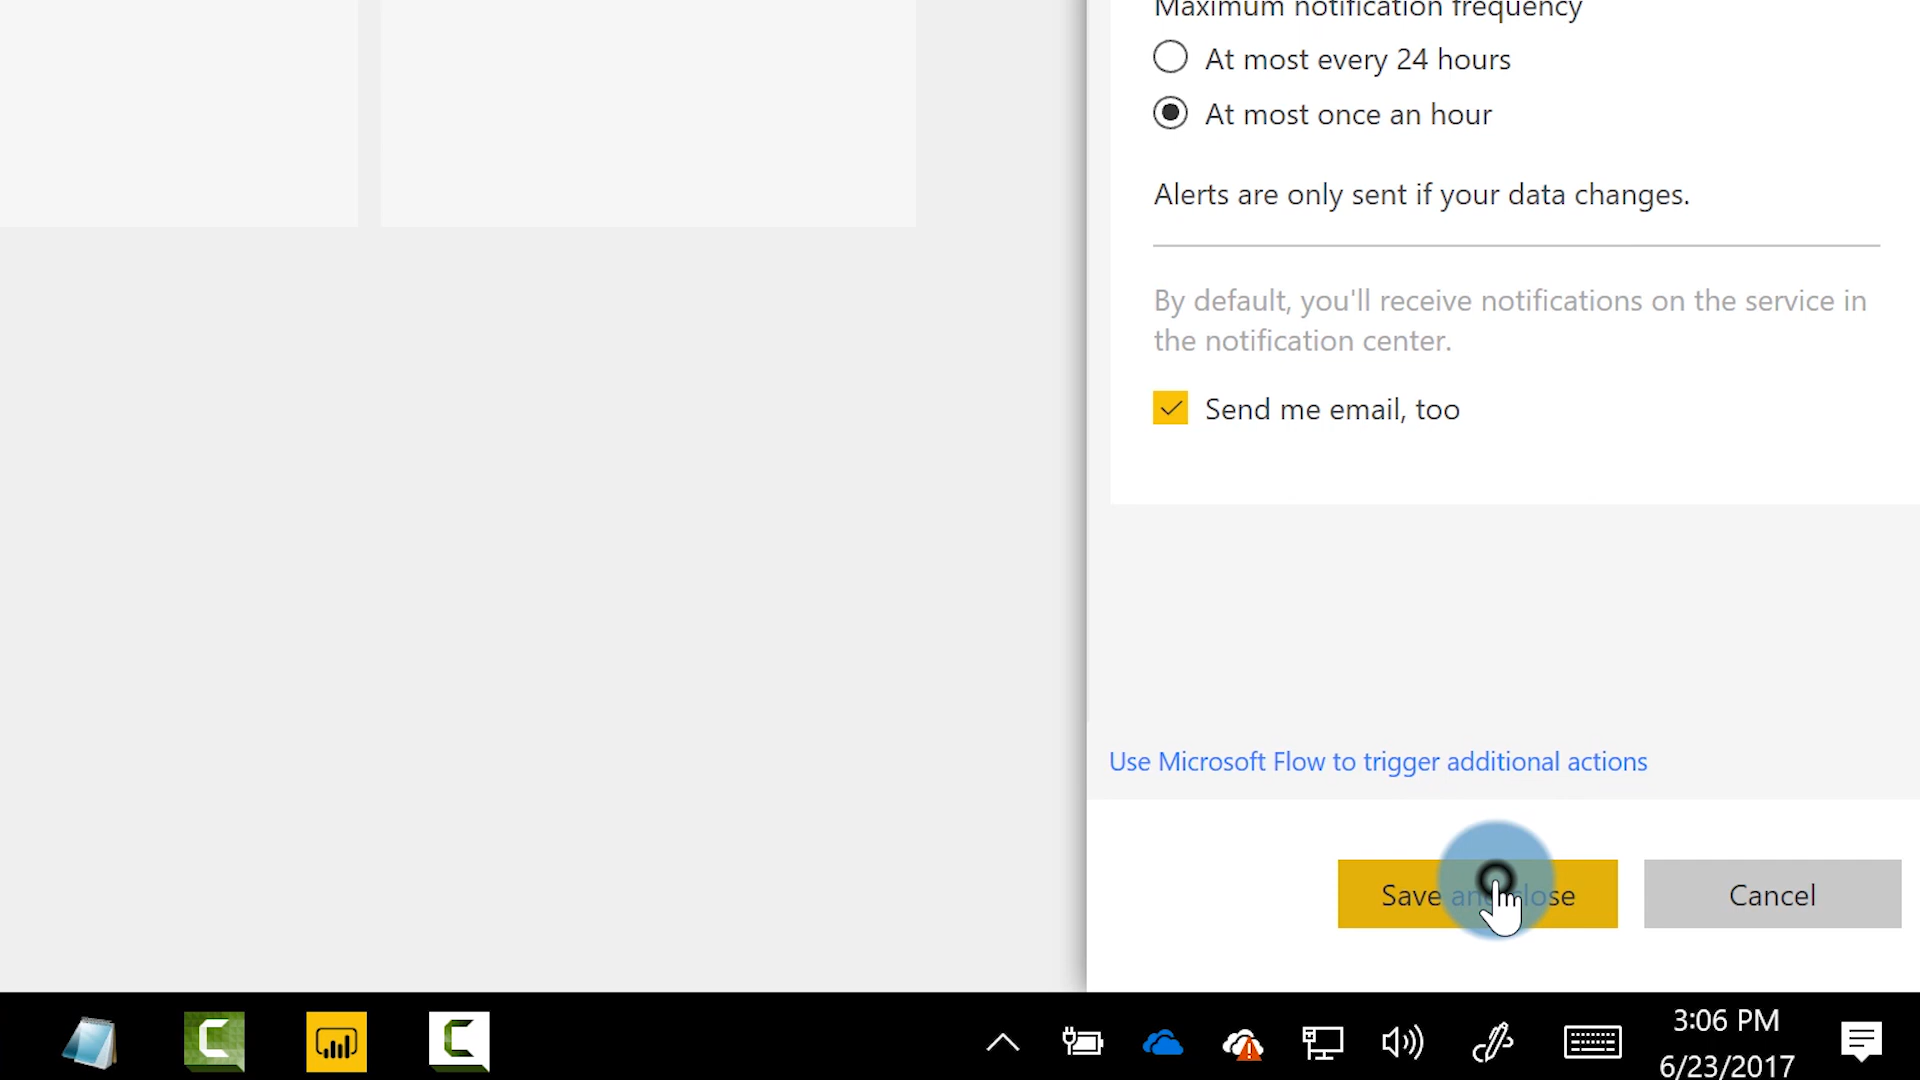 Maximum notification frequency
At most every 24 hours
At most once an hour
Alerts are only sent if your data changes.
By default, you'll receive notifications on the service in
the notification center.
Send me email, too
Use Microsoft Flow to trigger additional actions
Save and close
Cancel
3:06 PM
6/23/2017